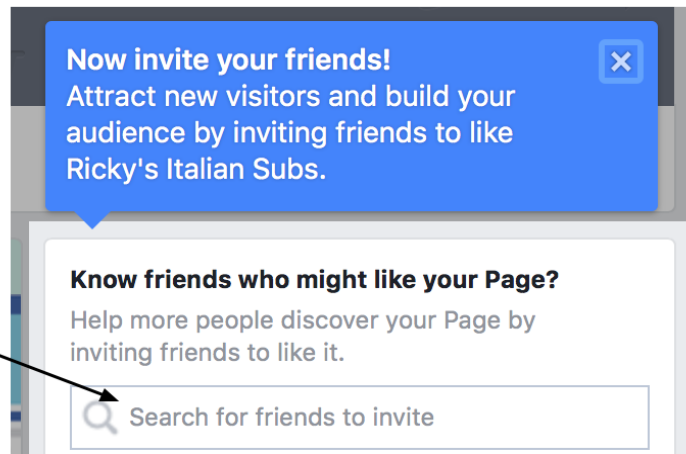 Now invite your friends!
Attract new visitors and build your
audience by inviting friends to like
Ricky's Italian Subs.
Know friends who might like your Page?
Help more people discover your Page by
inviting friends to like it.
Search for friends to invite